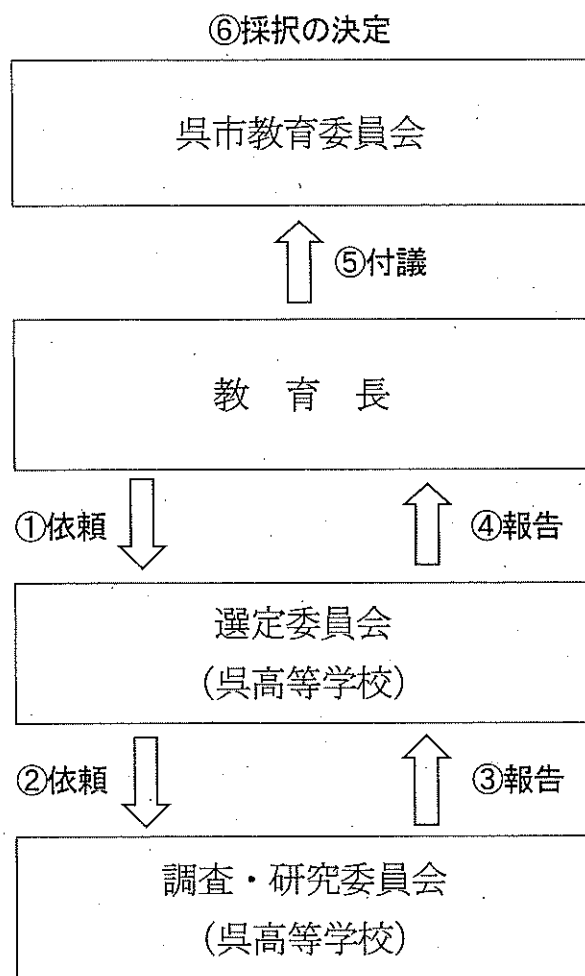 ⑥採択の決定
呉市教育委員会
⑤付議
教 育 長
①依頼
④報告
選定委員会
(呉高等学校)
②依頼
③報告
調査・研究委員会
(呉高等学校)